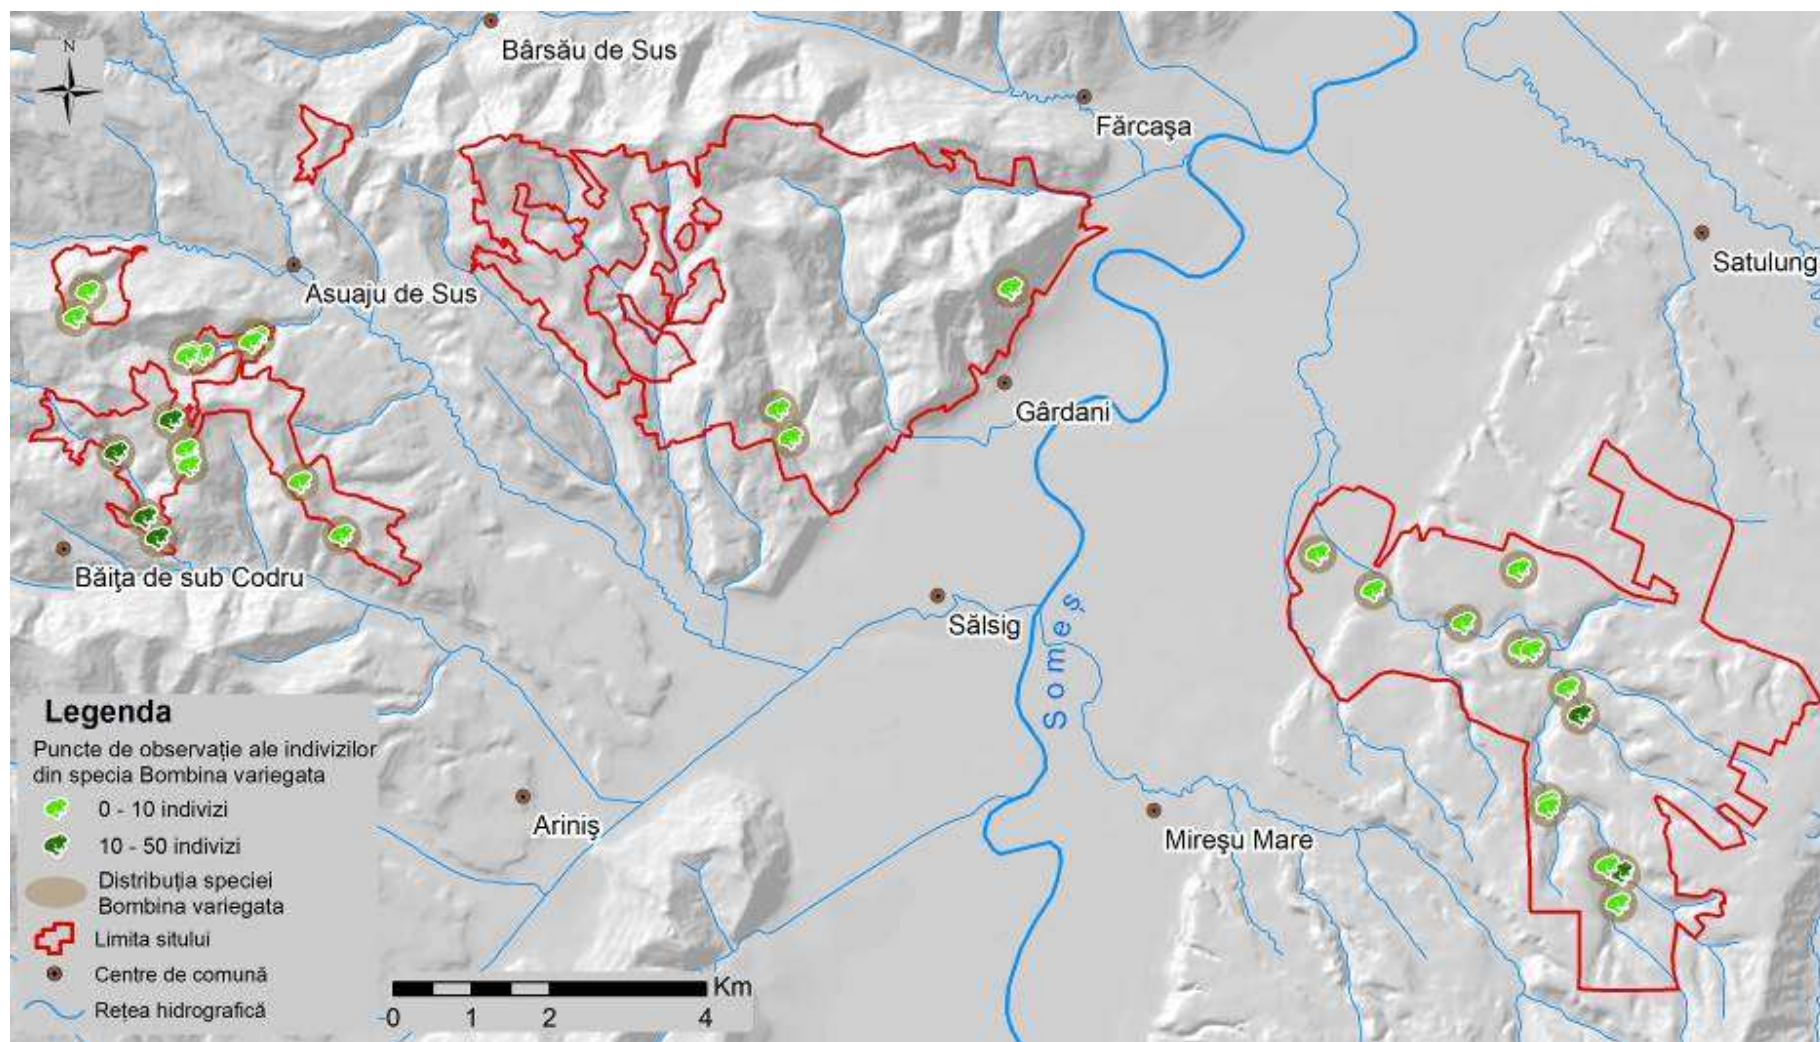 N
Bârsău de Sus
Fărcaşa
Satulung
Asuaju de Sus
Gârdani
Băiţa de sub Codru
Sălsig
Someş
Legenda
Puncte de observaţie ale indivizilor
din specia Bombina variegata
0 - 10 indivizi
10 - 50 indivizi
Distribuţia speciei
Bombina variegata
Limita sitului
Centre de comună
Reţea hidrografică
Ariniş
Mireşu Mare
Km
0 1 2 4